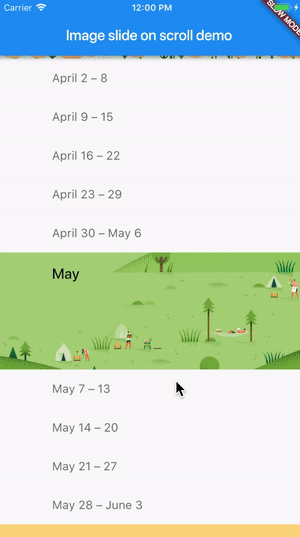 Carrier 12:00 PM
SLOW MODE
Image slide on scroll demo
April 2 – 8
April 9 – 15
April 16 – 22
April 23 – 29
April 30 – May 6
May
May 7 – 13
May 14 – 20
May 21 – 27
May 28 – June 3